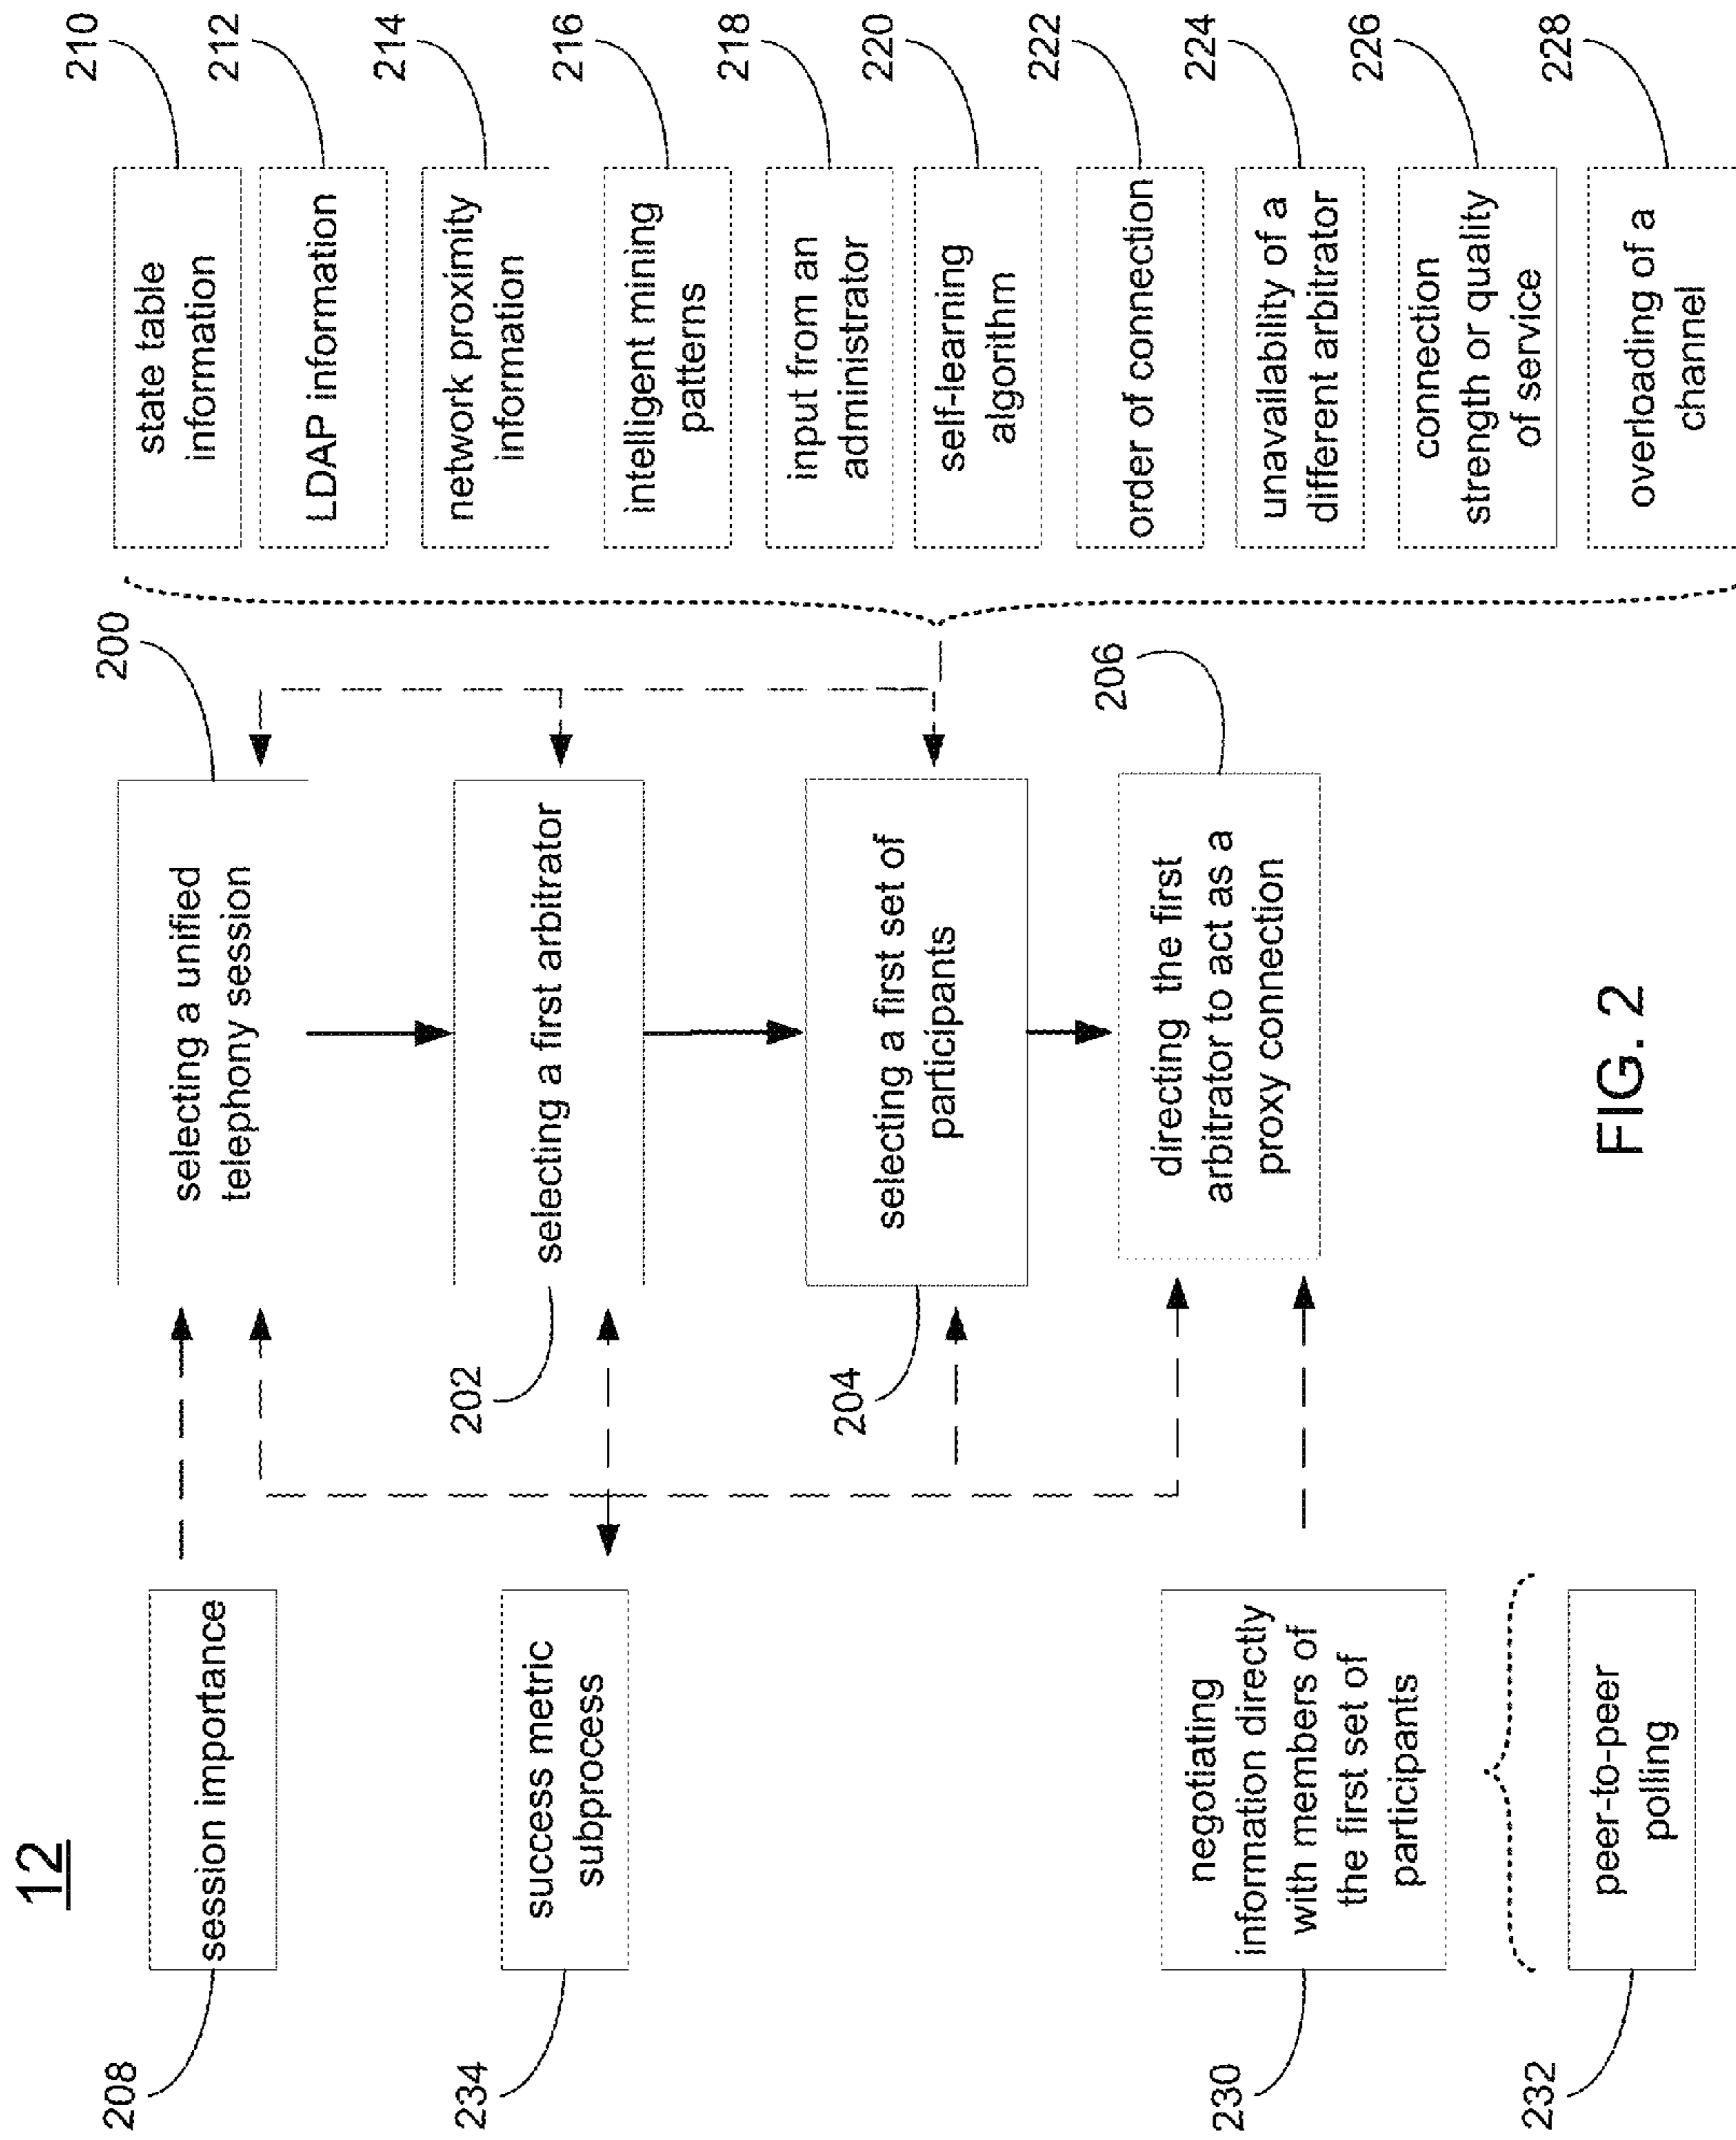 12
208
session importance
234
success metric
subprocess
230
negotiating
information directly
with members of
the first set of
participants
232
peer-to-peer
polling
200
selecting a unified
telephony session
202
selecting a first arbitrator
204
selecting a first set of
participants
206
directing the first
arbitrator to act as a
proxy connection
210
state table
information
212
LDAP information
214
network proximity
information
216
intelligent mining
patterns
218
input from an
administrator
220
self-learning
algorithm
222
order of connection
224
unavailability of a
different arbitrator
226
connection
strength or quality
of service
228
overloading of a
channel
FIG. 2